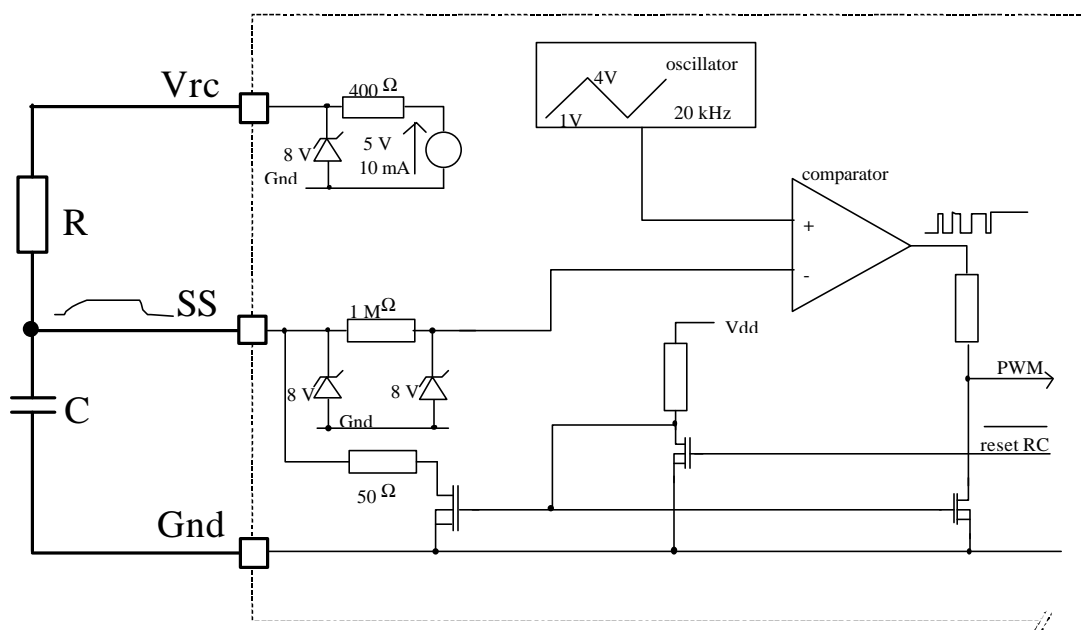 Vrc
400 Ω
8 V
5 V
10 mA
Gnd
4V
oscillator
1V
20 kHz
comparator
+
-
R
SS
1 MΩ
8 V
8 V
Gnd
Vdd
PWM
C
reset RC
50 Ω
Gnd